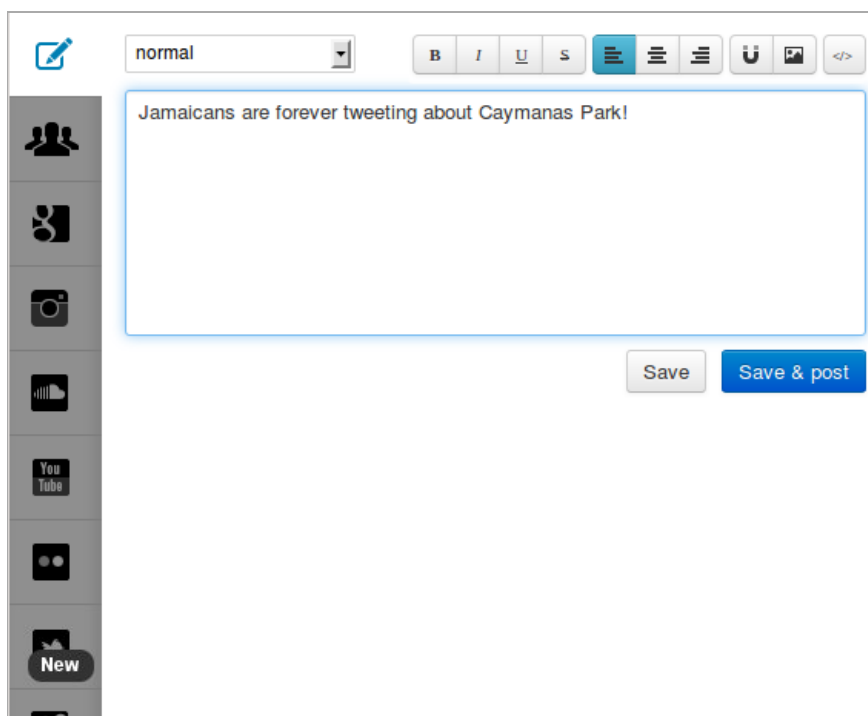 normal
B I U S </>
Jamaicans are forever tweeting about Caymanas Park!
Save Save & post
You
Tube
New